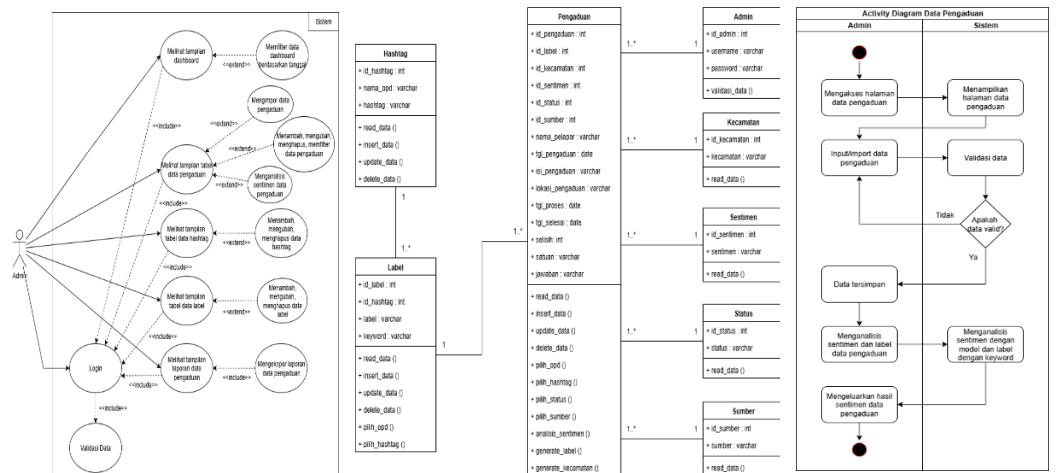 Sistem
Melihat tampilan
dashboard
Memfilter data
dashboard
berdasarkan tanggal
<<extend>>
Mengimpor data
pengaduan
<<include>>
<<extend>>
Menambah, mengubah,
menghapus, memfilter
data pengaduan
Melihat tampilan tabel
data pengaduan
<<extend>>
<<extend>>
Menganalisis
sentimen data
pengaduan
<<include>>
Admin
Melihat tampilan
tabel data hashtag
Menambah,
mengubah,
menghapus data
hashtag
<<extend>>
<<include>>
Melihat tampilan
tabel data label
Menambah,
mengubah,
menghapus data
label
<<extend>>
<<include>>
Login
Melihat tampilan
laporan data
pengaduan
Mengekspor laporan
data pengaduan
<<include>>
<<include>>
<<include>>
Validasi Data
Hashtag
+ id_hashtag : int
+ nama_opd : varchar
+ hashtag : varchar
+ read_data ()
+ insert_data ()
+ update_data ()
+ delete_data ()
1
1..*
Label
+ id_label : int
+ id_hashtag : int
+ label : varchar
+ keyword : varchar
+ read_data ()
+ insert_data ()
+ update_data ()
+ delete_data ()
+ pilih_opd ()
+ pilih_hashtag ()
1
1..*
Pengaduan
+ id_pengaduan : int
+ id_label : int
+ id_kecamatan : int
+ id_sentimen : int
+ id_status : int
+ id_sumber : int
+ nama_pelapor : varchar
+ tgl_pengaduan : date
+ isi_pengaduan : varchar
+ lokasi_pengaduan : varchar
+ tgl_proses : date
+ tgl_selesai : date
+ selisih: int
+ satuan : varchar
+ jawaban : varchar
+ read_data ()
+ insert_data ()
+ update_data ()
+ delete_data ()
+ pilih_opd ()
+ pilih_hashtag ()
+ pilih_status ()
+ pilih_sumber ()
+ analisis_sentimen ()
+ generate_label ()
+ generate_kecamatan ()
1..*
1
1..*
1
1..*
1
1..*
1
1..*
1
Admin
+ id_admin : int
+ username : varchar
+ password : varchar
+ validasi_data ()
Kecamatan
+ id_kecamatan : int
+ kecamatan : varchar
+ read_data ()
Sentimen
+ id_sentimen : int
+ sentimen : varchar
+ read_data ()
Status
+ id_status : int
+ status : varchar
+ read_data ()
Sumber
+ id_sumber : int
+ sumber : varchar
+ read_data ()
Activity Diagram Data Pengaduan
Admin
Sistem
Mengakses halaman
data pengaduan
Menampilkan
halaman data
pengaduan
Input/import data
pengaduan
Validasi data
Tidak
Apakah
data valid?
Ya
Data tersimpan
Menganalisis
sentimen dan label
data pengaduan
Menganalisis
sentimen dengan
model dan label
dengan keyword
Mengeluarkan hasil
sentimen data
pengaduan